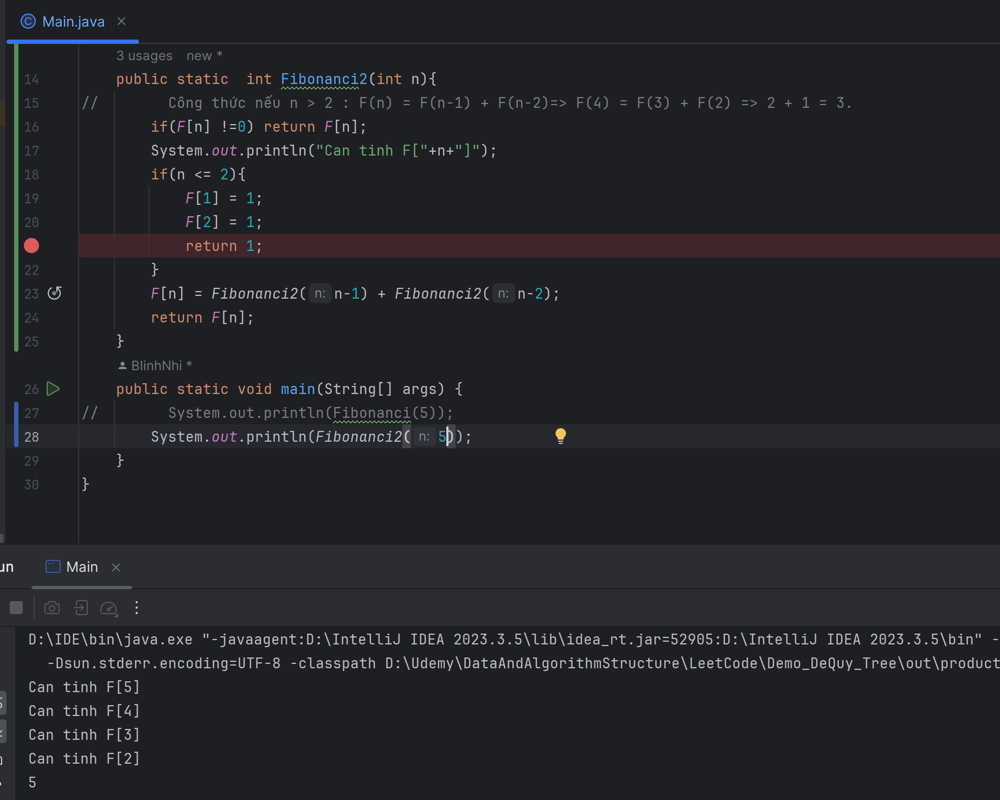 Main.java
3 usages new *
14 public static  int Fibonanci2(int n){
15 //        Công thức nếu n > 2 : F(n) = F(n-1) + F(n-2)=> F(4) = F(3) + F(2) => 2 + 1 = 3.
16 if(F[n] !=0) return F[n];
17 System.out.println("Can tinh F["+n+"]");
18 if(n <= 2){
19 F[1] = 1;
20 F[2] = 1;
return 1;
22 }
23 F[n] = Fibonanci2( n: n-1) + Fibonanci2( n: n-2);
24 return F[n];
25 }
BlinhNhi *
26 public static void main(String[] args) {
27 //        System.out.println(Fibonanci(5));
28 System.out.println(Fibonanci2( n: 5));
29 }
30 }
un Main
D:\IDE\bin\java.exe "-javaagent:D:\IntelliJ IDEA 2023.3.5\lib\idea_rt.jar=52905:D:\IntelliJ IDEA 2023.3.5\bin" -
-Dsun.stderr.encoding=UTF-8 -classpath D:\Udemy\DataAndAlgorithmStructure\LeetCode\Demo_DeQuy_Tree\out\product
Can tinh F[5]
Can tinh F[4]
Can tinh F[3]
Can tinh F[2]
5